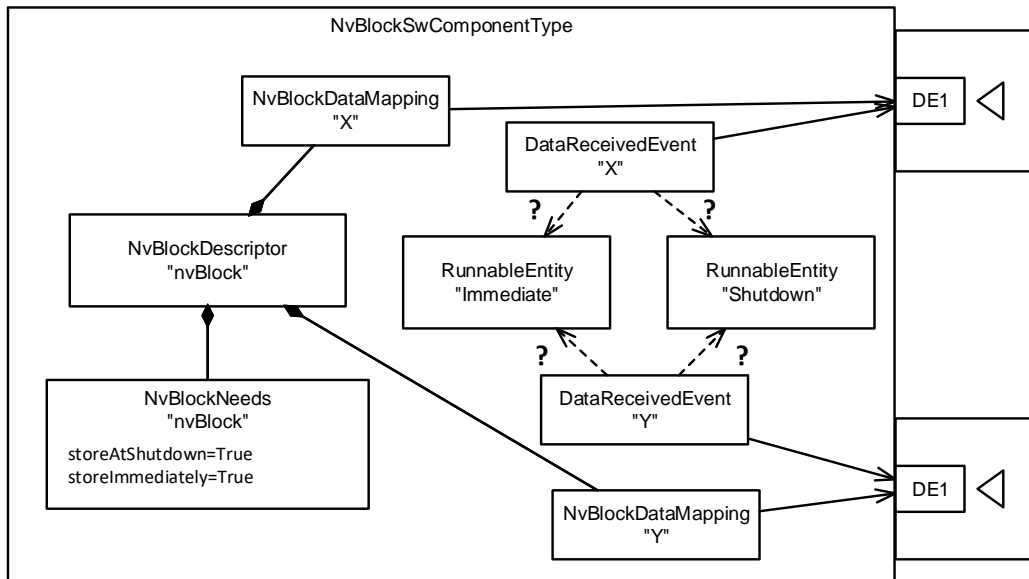 NvBlockSwComponentType
NvBlockDataMapping
"X"
DE1
DataReceivedEvent
"X"
?
?
NvBlockDescriptor
"nvBlock"
RunnableEntity
"Immediate"
RunnableEntity
"Shutdown"
?
?
NvBlockNeeds
"nvBlock"
storeAtShutdown=True
storeImmediately=True
DataReceivedEvent
"Y"
DE1
NvBlockDataMapping
"Y"